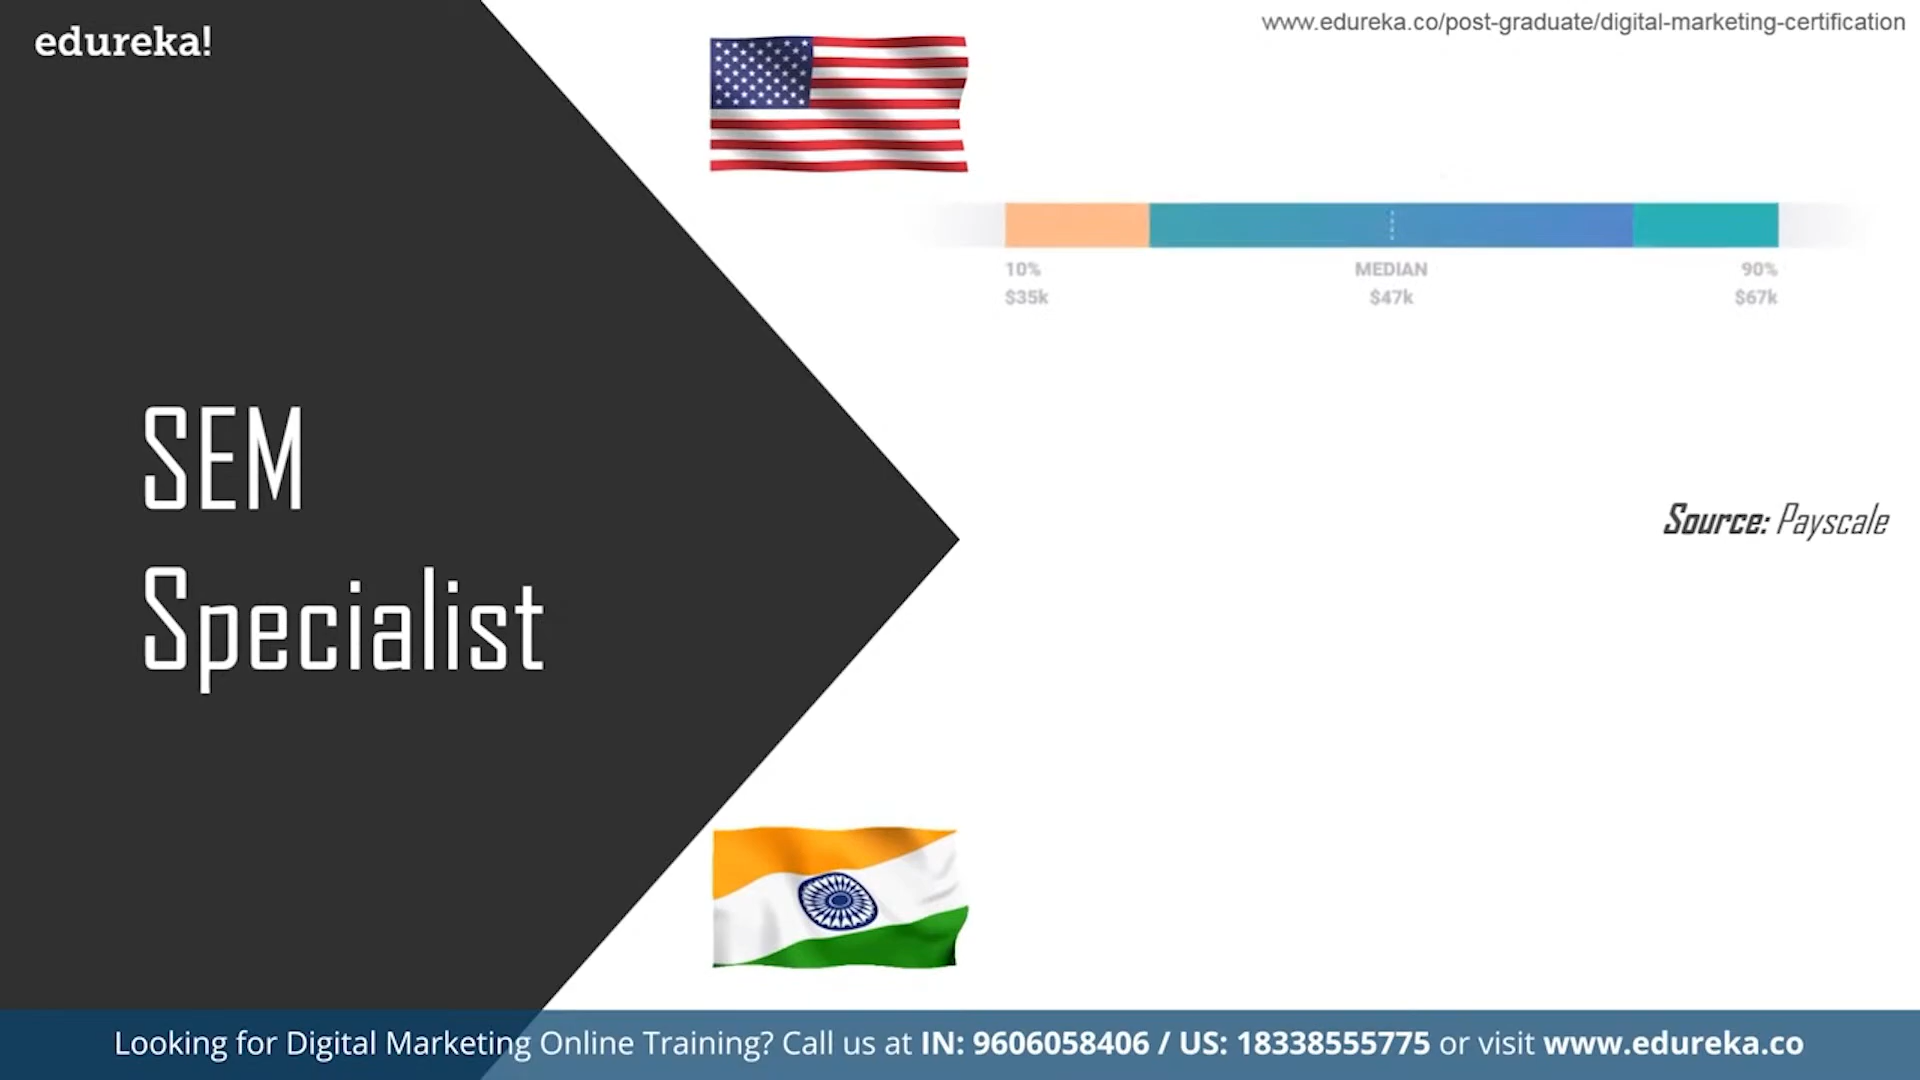 edureka!
www.edureka.co/post-graduate/digital-marketing-certification
10% MEDIAN 90%
$35k $47k $67k
SEM
Specialist
Source: Payscale
Looking for Digital Marketing Online Training? Call us at IN: 9606058406 / US: 18338555775 or visit www.edureka.co